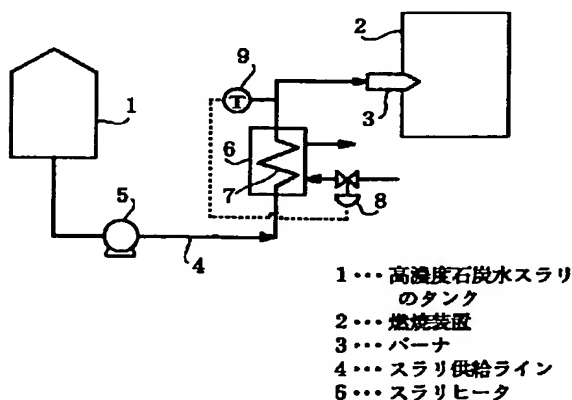 2
9
T
1
3
6
7
5
8
4
1…高濃度石炭水スラリ
のタンク
2…燃焼装置
3…バーナ
4…スラリ供給ライン
6…スラリヒータ